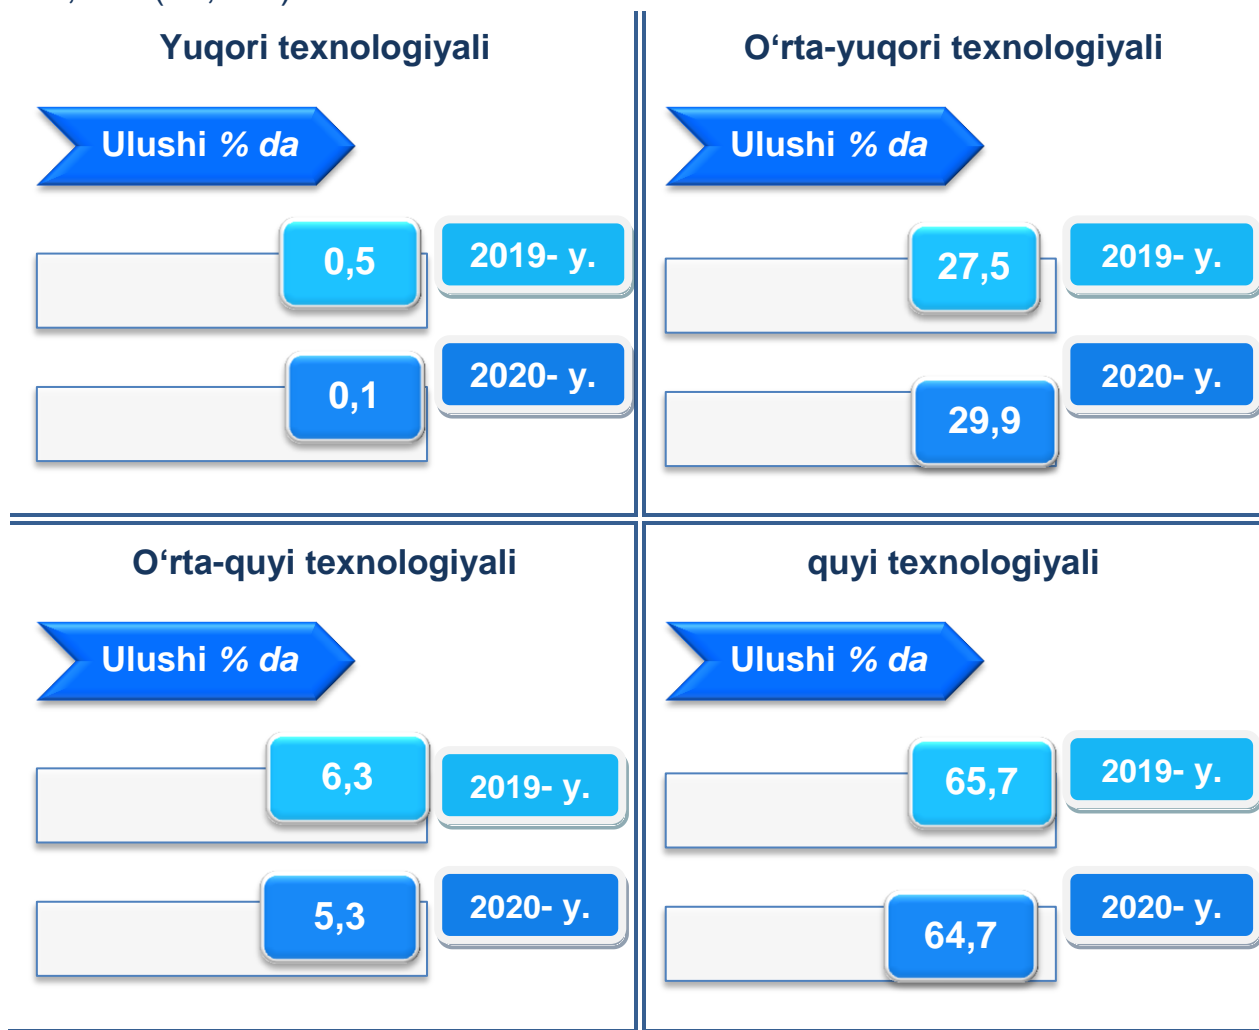 Yuqori texnologiyali
Ulushi % da
0,5
2019- y.
0,1
2020- y.
O‘rta-yuqori texnologiyali
Ulushi % da
27,5
2019- y.
29,9
2020- y.
O‘rta-quyi texnologiyali
Ulushi % da
6,3
2019- y.
5,3
2020- y.
quyi texnologiyali
Ulushi % da
65,7
2019- y.
64,7
2020- y.